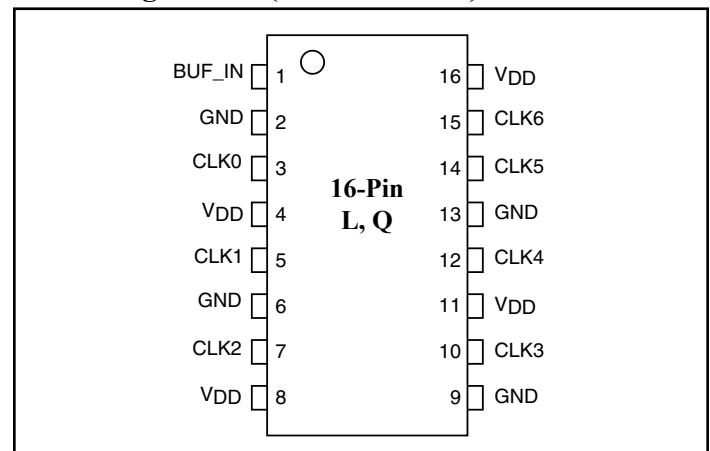 BUF_IN 1 16 VDD
GND 2 15 CLK6
CLK0 3 14 CLK5
16-Pin
L, Q
VDD 4 13 GND
CLK1 5 12 CLK4
GND 6 11 VDD
CLK2 7 10 CLK3
VDD 8 9 GND